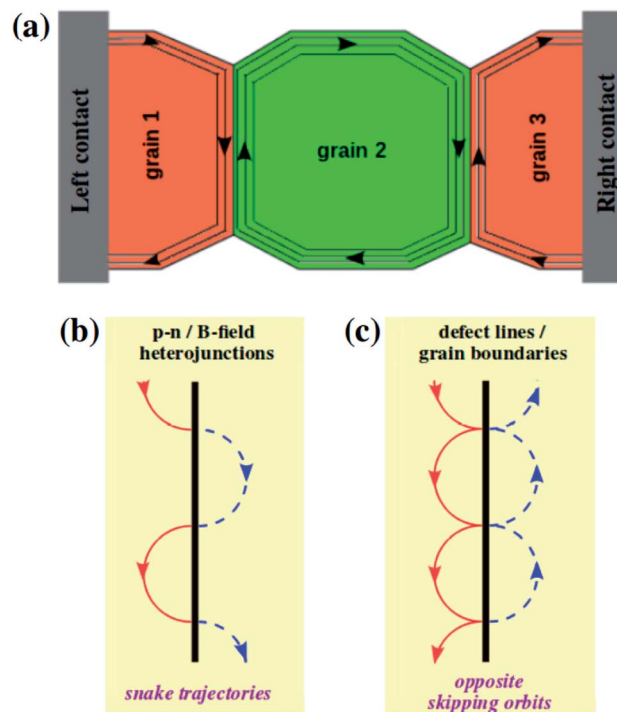 (a)
Left contact
grain 1
grain 2
grain 3
Right contact
(b)
p-n / B-field
heterojunctions
snake trajectories
(c)
defect lines /
grain boundaries
opposite
skipping orbits